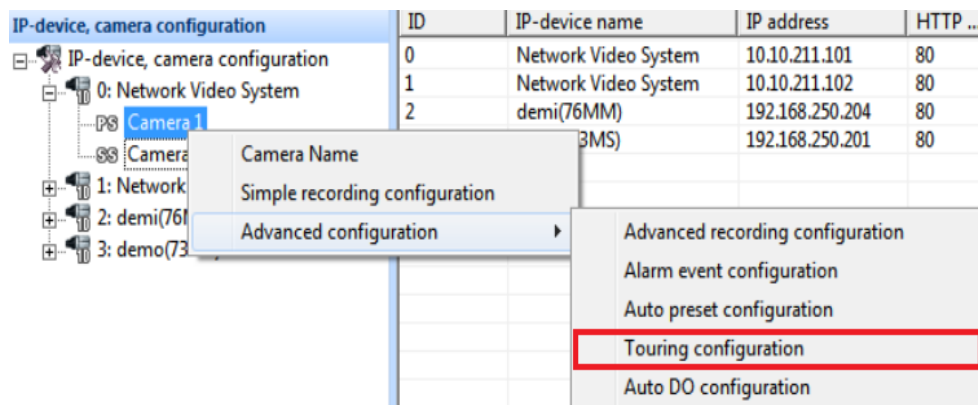 IP-device, camera configuration
ID IP-device name IP address HTTP ...
IP-device, camera configuration
0: Network Video System
PS Camera 1
SS Camera
1: Network
2: demi(76
3: demo(73
0 Network Video System 10.10.211.101 80
1 Network Video System 10.10.211.102 80
2 demi(76MM) 192.168.250.204 80
3MS) 192.168.250.201 80
Camera Name
Simple recording configuration
Advanced configuration
Advanced recording configuration
Alarm event configuration
Auto preset configuration
Touring configuration
Auto DO configuration